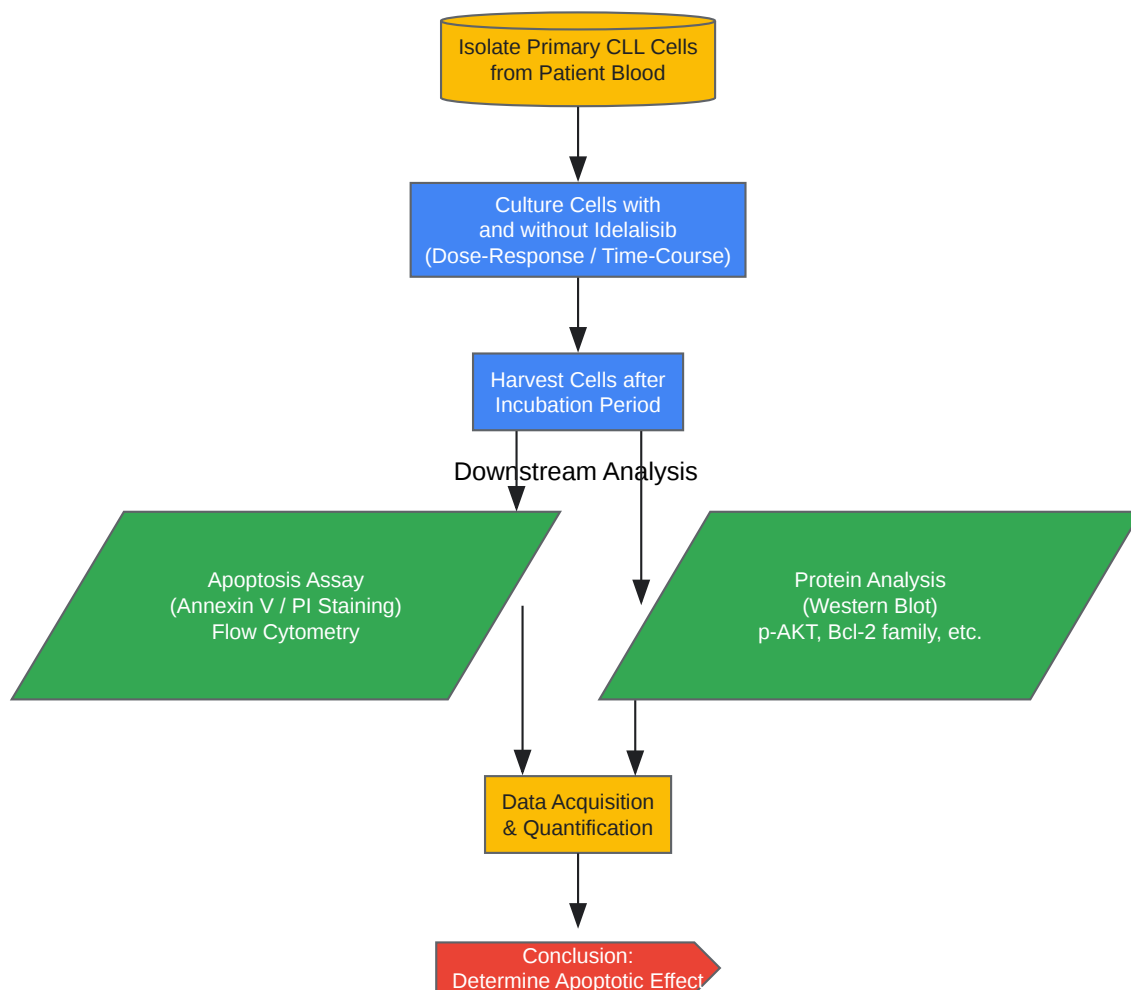 Isolate Primary CLL Cells
from Patient Blood
Culture Cells with
and without Idelalisib
(Dose-Response / Time-Course)
Harvest Cells after
Incubation Period
Downstream Analysis
Apoptosis Assay
(Annexin V / PI Staining)
Flow Cytometry
Protein Analysis
(Western Blot)
p-AKT, Bcl-2 family, etc.
Data Acquisition
& Quantification
Conclusion:
Determine Apoptotic Effect